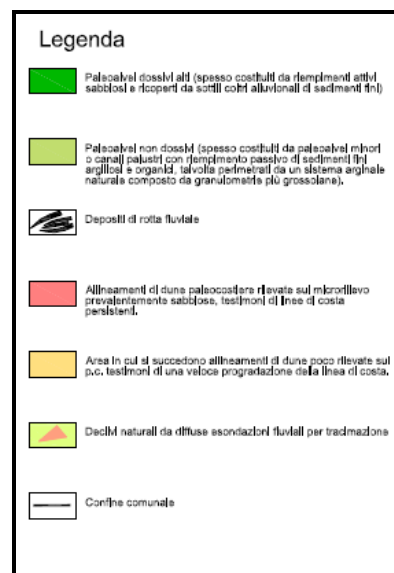 Legenda
Paleoalvei dossivi alti (spesso costituiti da riempimenti attivi
sabbiosi e ricoperti da sottili coltri alluvionali di sedimenti fini)
Paleoalvei non dossivi (spesso costituiti da paleoalvei minori
o canali palustri con riempimento passivo di sedimenti fini
argillosi e organici, talvolta perimetrati da un sistema arginale
naturale composto da granulometrie più grossolane).
Depositi di rotta fluviale
Allineamenti di dune paleocostiere rilevate sul microrilievo
prevalentemente sabbiose, testimoni di linee di costa
persistenti.
Area in cui si succedono allineamenti di dune poco rilevate sul
p.c. testimoni di una veloce progradazione della linea di costa.
Declivi naturali da diffuse esondazioni fluviali per tracimazione
Confine comunale